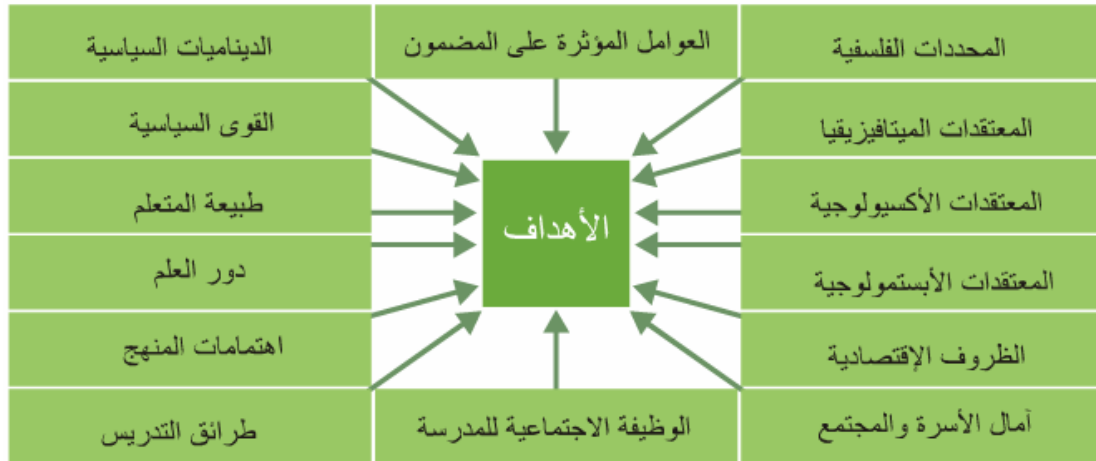 المحددات الفلسفية
العوامل المؤثرة على المضمون
الديناميات السياسية
المعتقدات الميتافيزيقيا
القوى السياسية
المعتقدات الأكسيولوجية
طبيعة المتعلم
الأهداف
المعتقدات الأبستمولوجية
دور العلم
الظروف الإقتصادية
اهتمامات المنهج
آمال الأسرة والمجتمع
الوظيفة الاجتماعية للمدرسة
طرائق التدريس